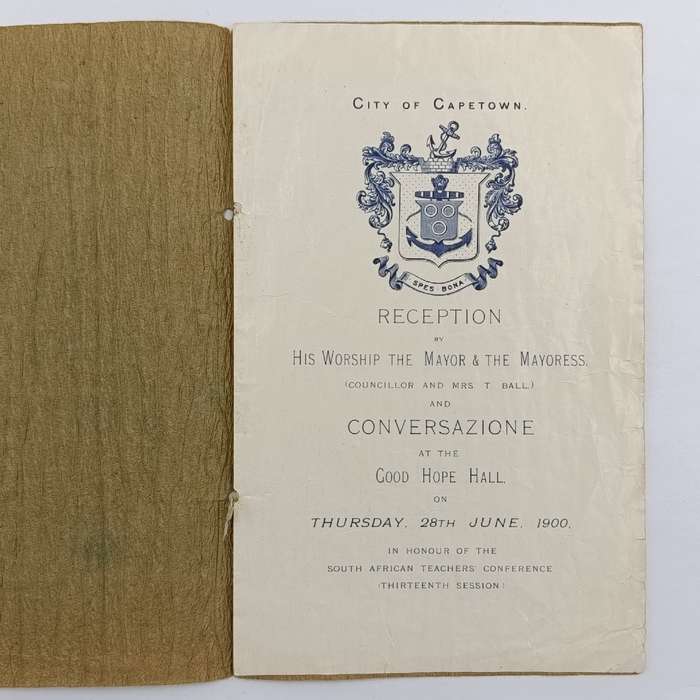 CITY OF CAPETOWN.
SPES BONA
RECEPTION
BY
HIS WORSHIP THE MAYOR & THE MAYORESS.
(COUNCILLOR AND MRS T BALL.)
AND
CONVERSAZIONE
AT THE
GOOD HOPE HALL.
ON
THURSDAY, 28TH JUNE, 1900.
IN HONOUR OF THE
SOUTH AFRICAN TEACHERS' CONFERENCE
(THIRTEENTH SESSION)